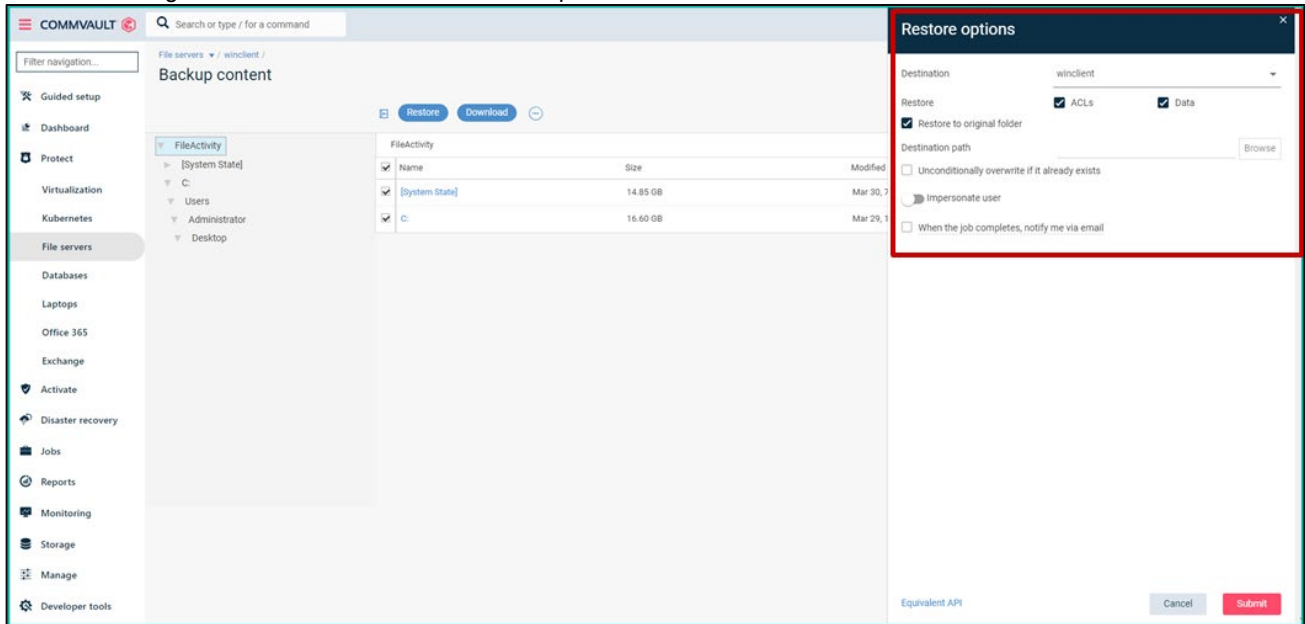 COMMVAULT
Search or type / for a command
Filter navigation...
Guided setup
Dashboard
Protect
Virtualization
Kubernetes
File servers
Databases
Laptops
Office 365
Exchange
Activate
Disaster recovery
Jobs
Reports
Monitoring
Storage
Manage
Developer tools
File servers / winclient /
Backup content
Restore Download
FileActivity
[System State]
C:
Users
Administrator
Desktop
FileActivity
Name Size Modified
[System State] 14.85 GB Mar 30, 7
C: 16.60 GB Mar 29, 1
Restore options
Destination winclient
Restore ACLs Data
Restore to original folder
Destination path Browse
Unconditionally overwrite if it already exists
Impersonate user
When the job completes, notify me via email
Equivalent API Cancel Submit